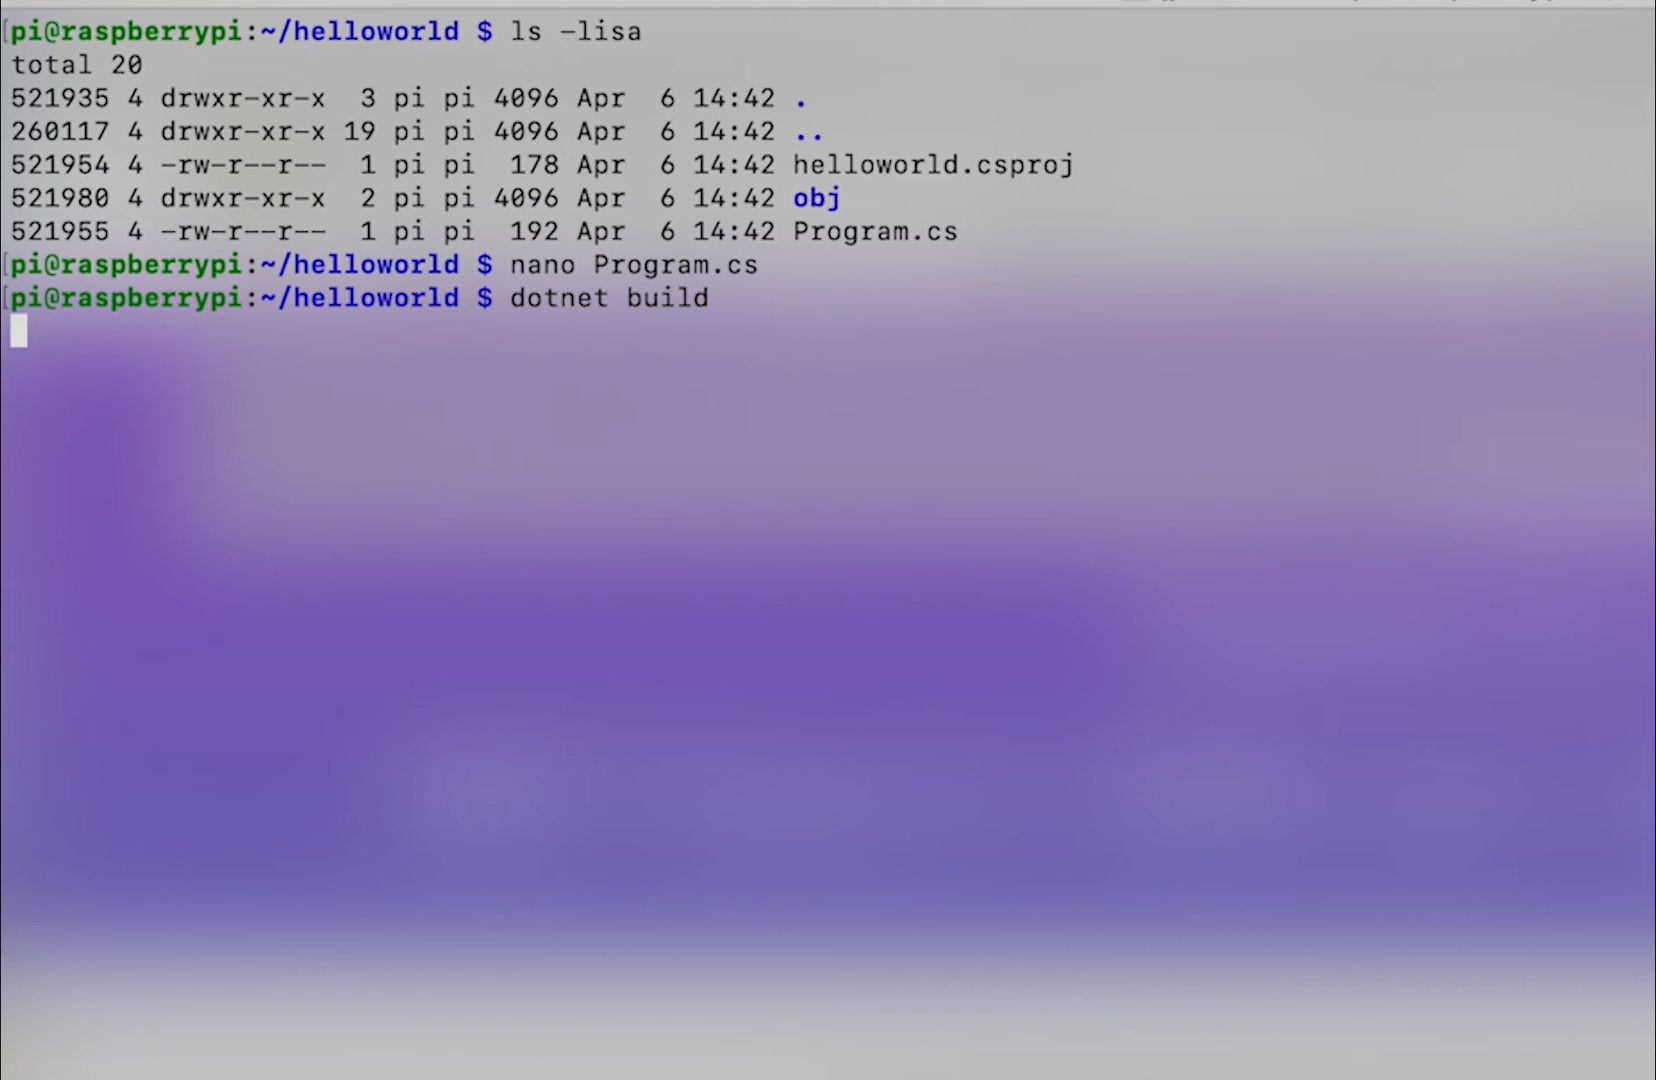 pi@raspberrypi:~/helloworld $ ls -lisa
total 20
521935 4 drwxr-xr-x  3 pi pi 4096 Apr  6 14:42 .
260117 4 drwxr-xr-x 19 pi pi 4096 Apr  6 14:42 ..
521954 4 -rw-r--r--  1 pi pi  178 Apr  6 14:42 helloworld.csproj
521980 4 drwxr-xr-x  2 pi pi 4096 Apr  6 14:42 obj
521955 4 -rw-r--r--  1 pi pi  192 Apr  6 14:42 Program.cs
pi@raspberrypi:~/helloworld $ nano Program.cs
pi@raspberrypi:~/helloworld $ dotnet build